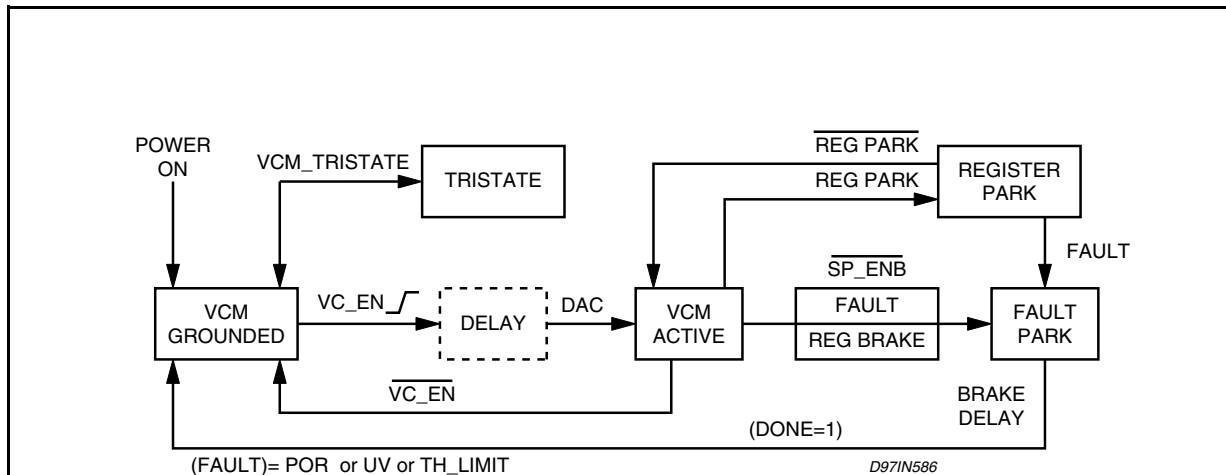 POWER
ON
VCM_TRISTATE
TRISTATE
REG PARK
REG PARK
REGISTER
PARK
FAULT
SP_ENB
VCM
GROUNDED
VC_EN
DELAY
DAC
VCM
ACTIVE
FAULT
REG BRAKE
FAULT
PARK
VC_EN
BRAKE
DELAY
(DONE=1)
(FAULT)= POR or UV or TH_LIMIT
D97IN586